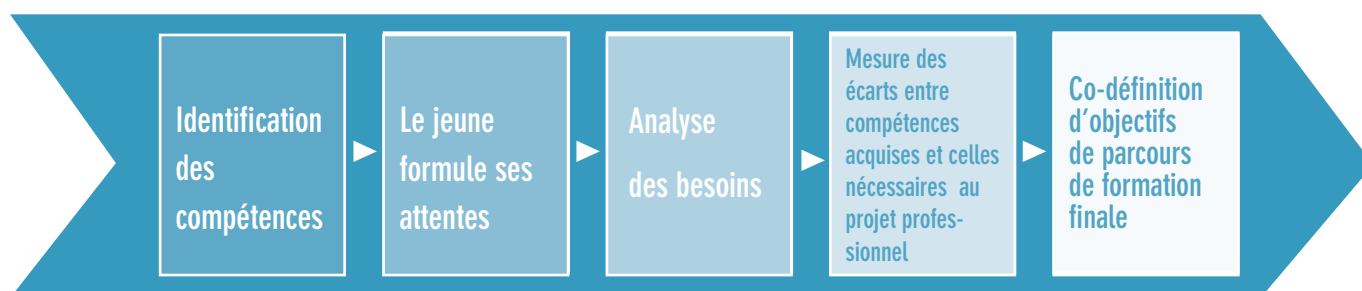 Identification
des
compétences
Le jeune
formule ses
attentes
Analyse
des besoins
Mesure des
écarts entre
compétences
acquises et celles
nécessaires au
projet profes-
sionnel
Co-définition
d’objectifs
de parcours
de formation
finale